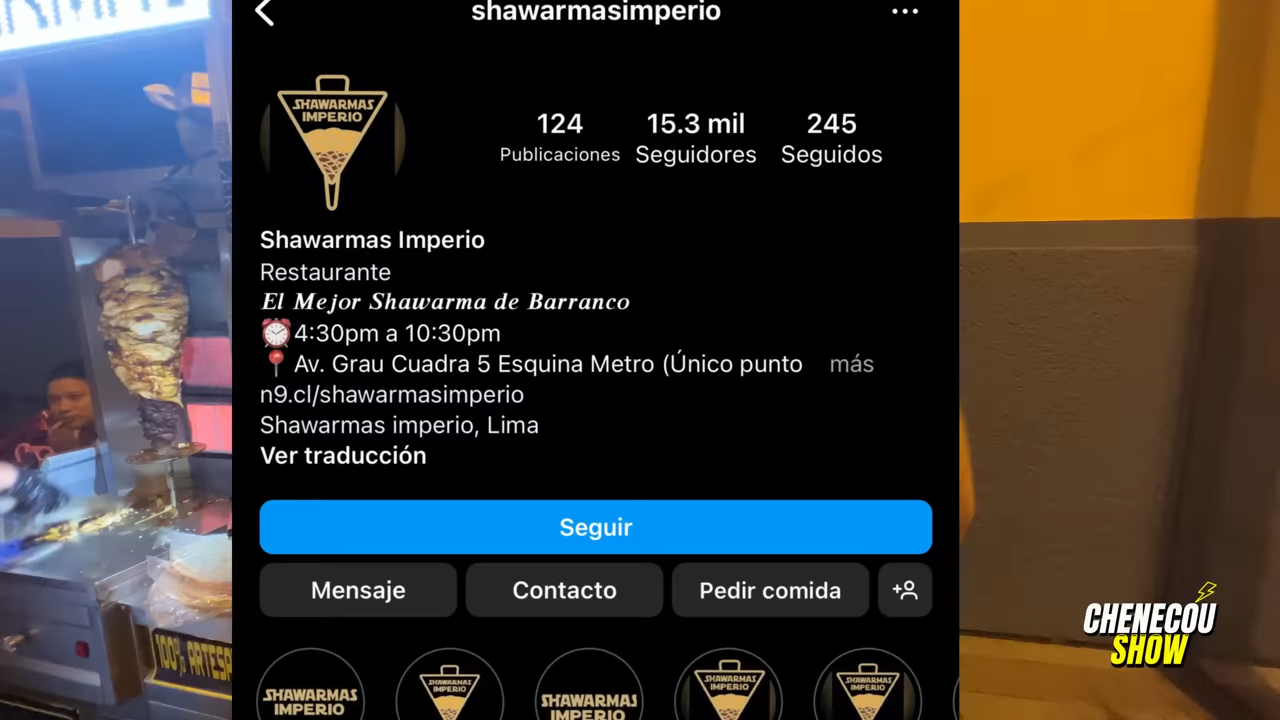 shawarmasimperio
SHAWARMAS
IMPERIO
124
Publicaciones
15.3 mil
Seguidores
245
Seguidos
Shawarmas Imperio
Restaurante
El Mejor Shawarma de Barranco
⏰4:30pm a 10:30pm
📍 Av. Grau Cuadra 5 Esquina Metro (Único punto más
n9.cl/shawarmasimperio
Shawarmas imperio, Lima
Ver traducción
Seguir
Mensaje
Contacto
Pedir comida
SHAWARMAS
IMPERIO
SHAWARMAS
IMPERIO
SHAWARMAS
IMPERIO
SHAWARMAS
IMPERIO
SHAWARMAS
IMPERIO
100% ARTESA
CHENECOU
SHOW